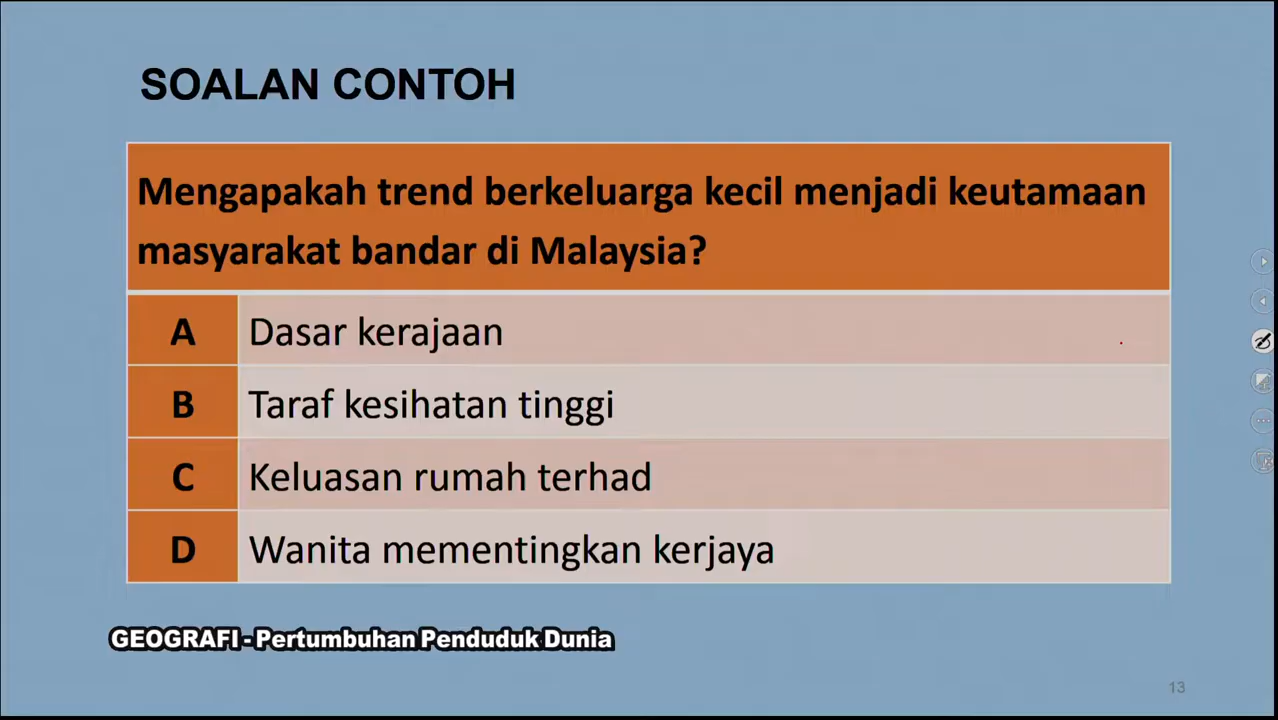 SOALAN CONTOH
Mengapakah trend berkeluarga kecil menjadi keutamaan
masyarakat bandar di Malaysia?
A Dasar kerajaan
B Taraf kesihatan tinggi
C Keluasan rumah terhad
D Wanita mementingkan kerjaya
GEOGRAFI - Pertumbuhan Penduduk Dunia
13